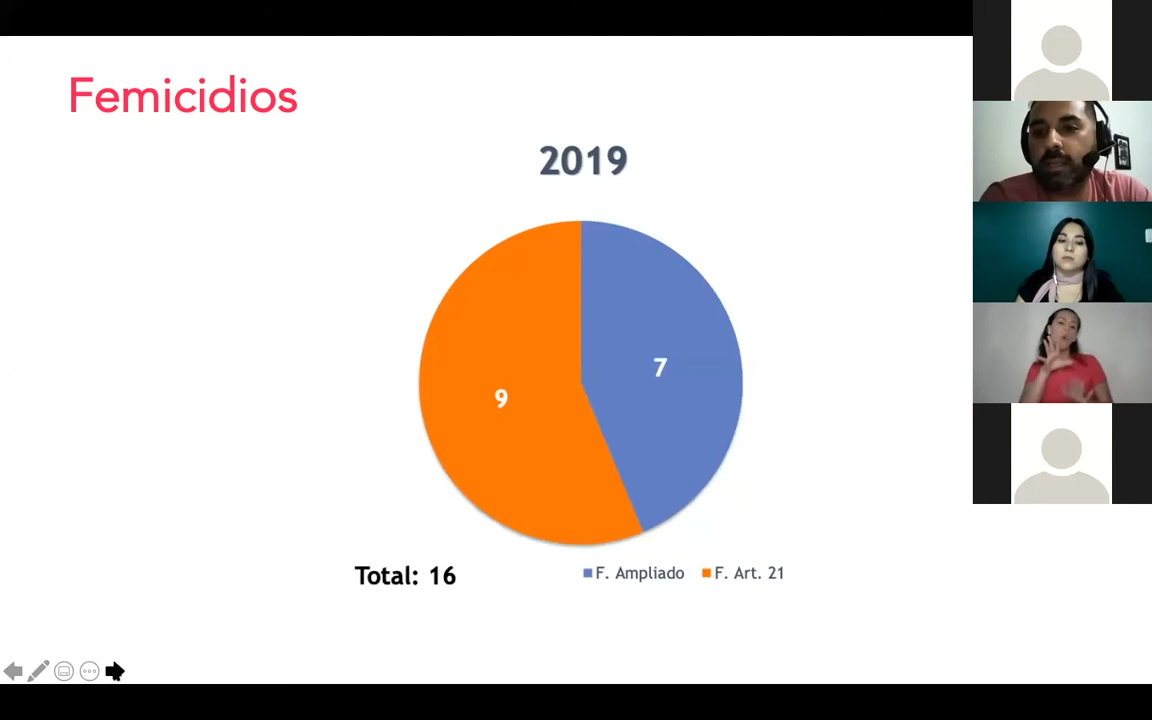 Femicidios
2019
7
9
Total: 16
F. Ampliado
F. Art. 21